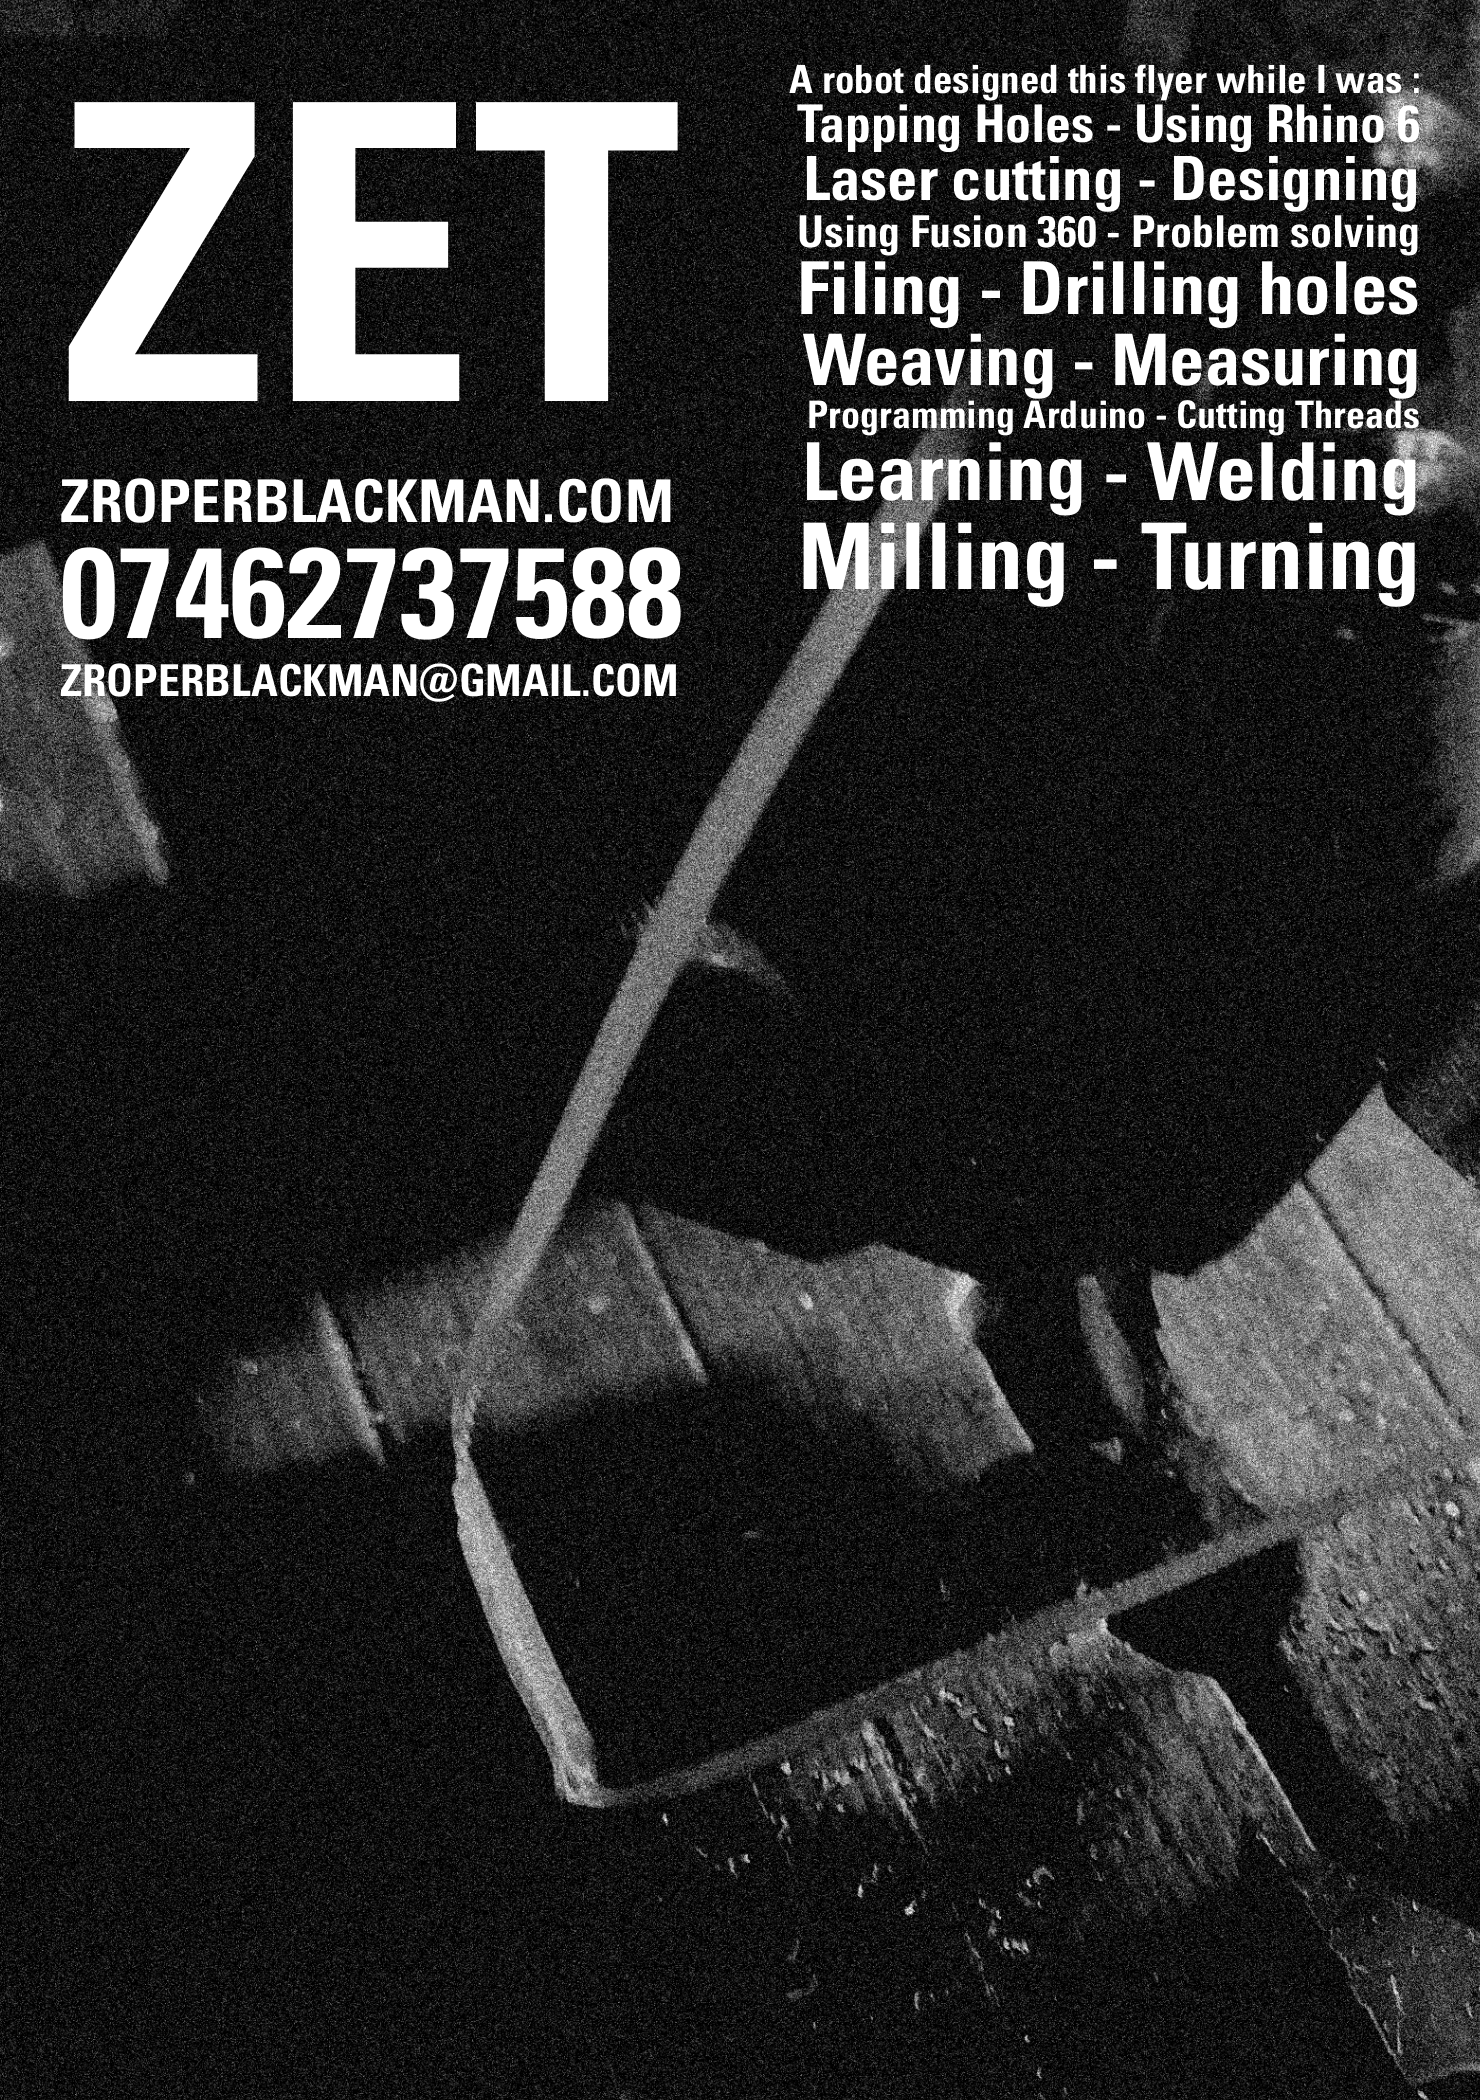 ZET
ZROPERBLACKMAN.COM
07462737588
ZROPERBLACKMAN@GMAIL.COM
A robot designed this flyer while I was :
Tapping Holes - Using Rhino 6
Laser cutting - Designing
Using Fusion 360 - Problem solving
Filing - Drilling holes
Weaving - Measuring
Programming Arduino - Cutting Threads
Learning - Welding
Milling - Turning